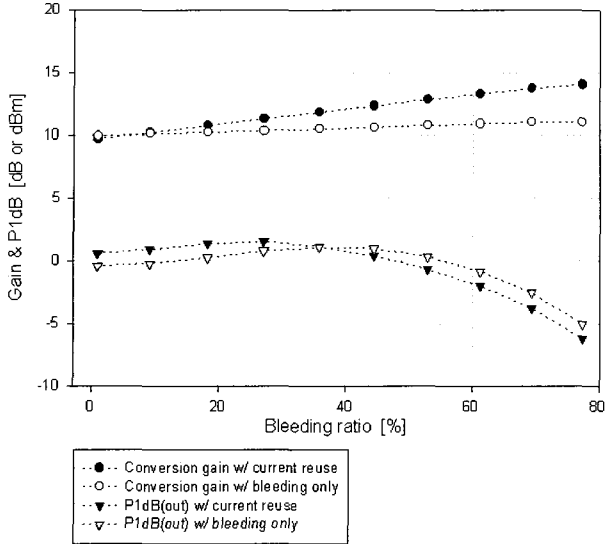 20
15
10
5
0
-5
-10
Gain & P1dB [dB or dBm]
0
20
40
60
80
Bleeding ratio [%]
Conversion gain w/ current reuse
Conversion gain w/ bleeding only
P1dB(out) w/ current reuse
P1dB(out) w/ bleeding only